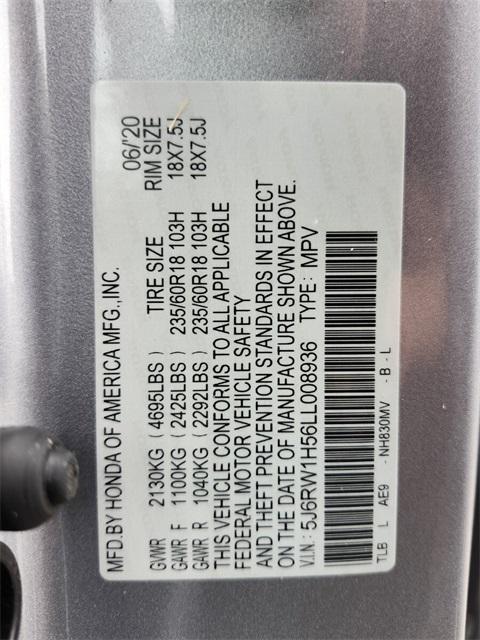 MFD.BY HONDA OF AMERICA MFG.,INC. 06/'20
GVWR 2130KG (4695LBS) TIRE SIZE RIM SIZE
GAWR F 1100KG (2425LBS) 235/60R18 103H 18X7.5J
GAWR R 1040KG (2292LBS) 235/60R18 103H 18X7.5J
THIS VEHICLE CONFORMS TO ALL APPLICABLE
FEDERAL MOTOR VEHICLE SAFETY
AND THEFT PREVENTION STANDARDS IN EFFECT
ON THE DATE OF MANUFACTURE SHOWN ABOVE.
V.I.N.: 5J6RW1H56LL008936 TYPE: MPV
TLB L AE9 - NH830MV - B - L